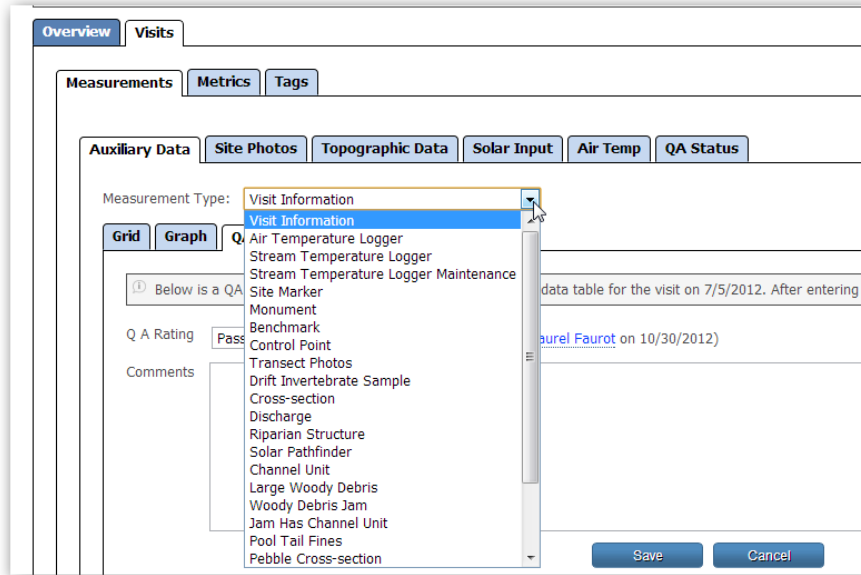 Overview Visits
Measurements Metrics Tags
Auxiliary Data Site Photos Topographic Data Solar Input Air Temp QA Status
Measurement Type: Visit Information
Visit Information
Air Temperature Logger
Stream Temperature Logger
Stream Temperature Logger Maintenance
Site Marker
Monument
Benchmark
Control Point
Transect Photos
Drift Invertebrate Sample
Cross-section
Discharge
Riparian Structure
Solar Pathfinder
Channel Unit
Large Woody Debris
Woody Debris Jam
Jam Has Channel Unit
Pool Tail Fines
Pebble Cross-section
Grid Graph
Below is a QA data table for the visit on 7/5/2012. After entering
Q A Rating Pass aurel Faurot on 10/30/2012)
Comments
Save Cancel